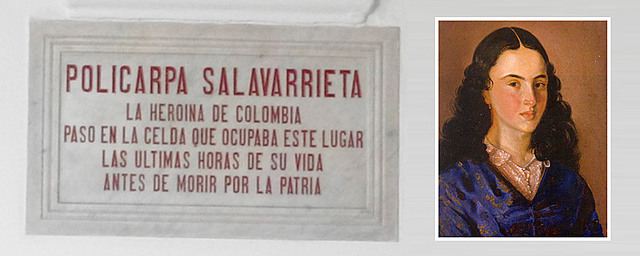 POLICARPA SALAVARRIETA
LA HEROINA DE COLOMBIA
PASO EN LA CELDA QUE OCUPABA ESTE LUGAR
LAS ULTIMAS HORAS DE SU VIDA
ANTES DE MORIR POR LA PATRIA